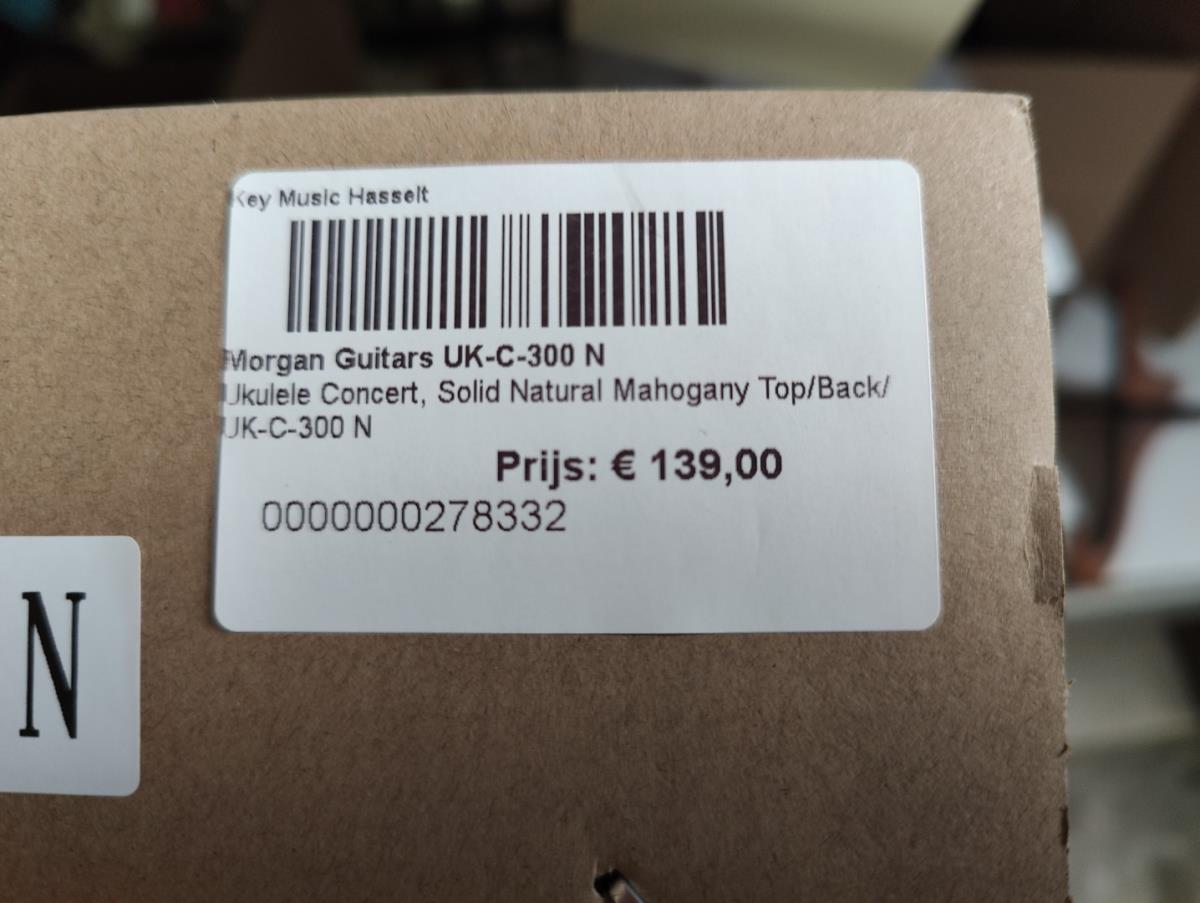 Key Music Hasselt
Morgan Guitars UK-C-300 N
Ukulele Concert, Solid Natural Mahogany Top/Back/
UK-C-300 N
Prijs: € 139,00
0000000278332
N